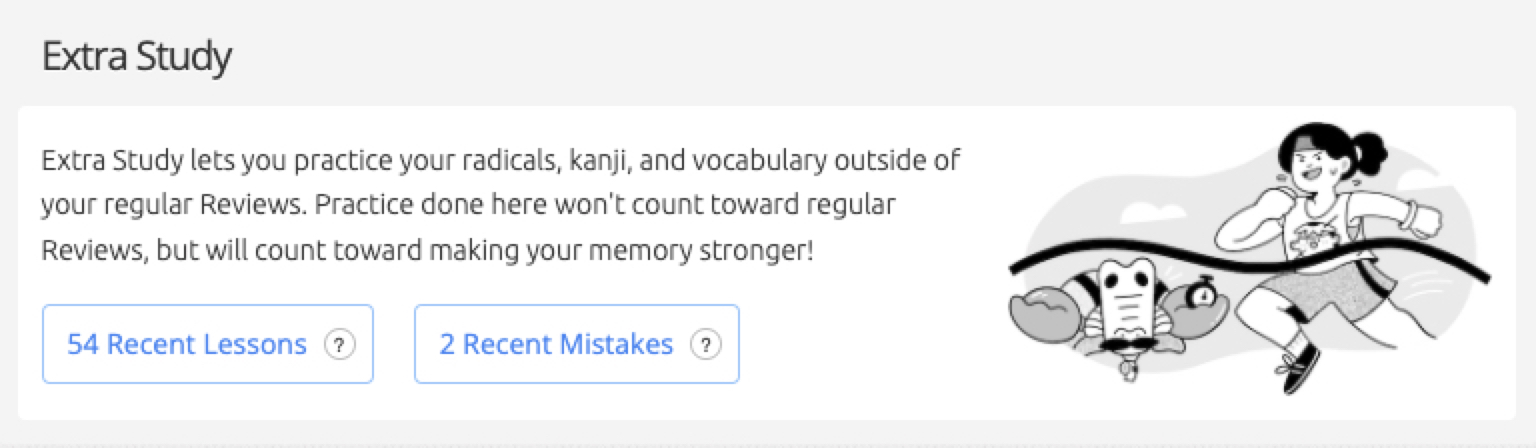 Extra Study
Extra Study lets you practice your radicals, kanji, and vocabulary outside of
your regular Reviews. Practice done here won't count toward regular
Reviews, but will count toward making your memory stronger!
54 Recent Lessons ?
2 Recent Mistakes ?